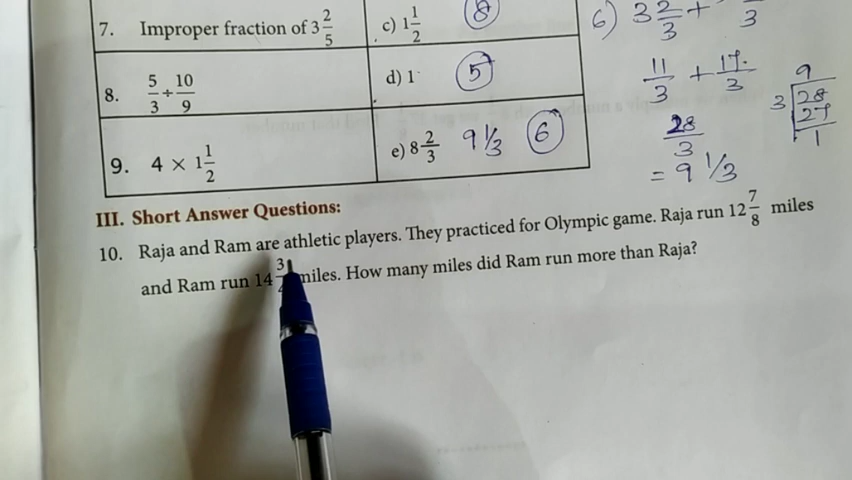 7. Improper fraction of 3 2/5 c) 1 1/2 8
8. 5/3 ÷ 10/9 d) 1 5
9. 4 × 1 1/2 e) 8 2/3 9 1/3 6
6) 3 2/3 + /3
11/3 + 17/3
28/3
= 9 1/3
9
3 28
27
1
III. Short Answer Questions:
10. Raja and Ram are athletic players. They practiced for Olympic game. Raja run 12 7/8 miles
and Ram run 14 3/4 miles. How many miles did Ram run more than Raja?